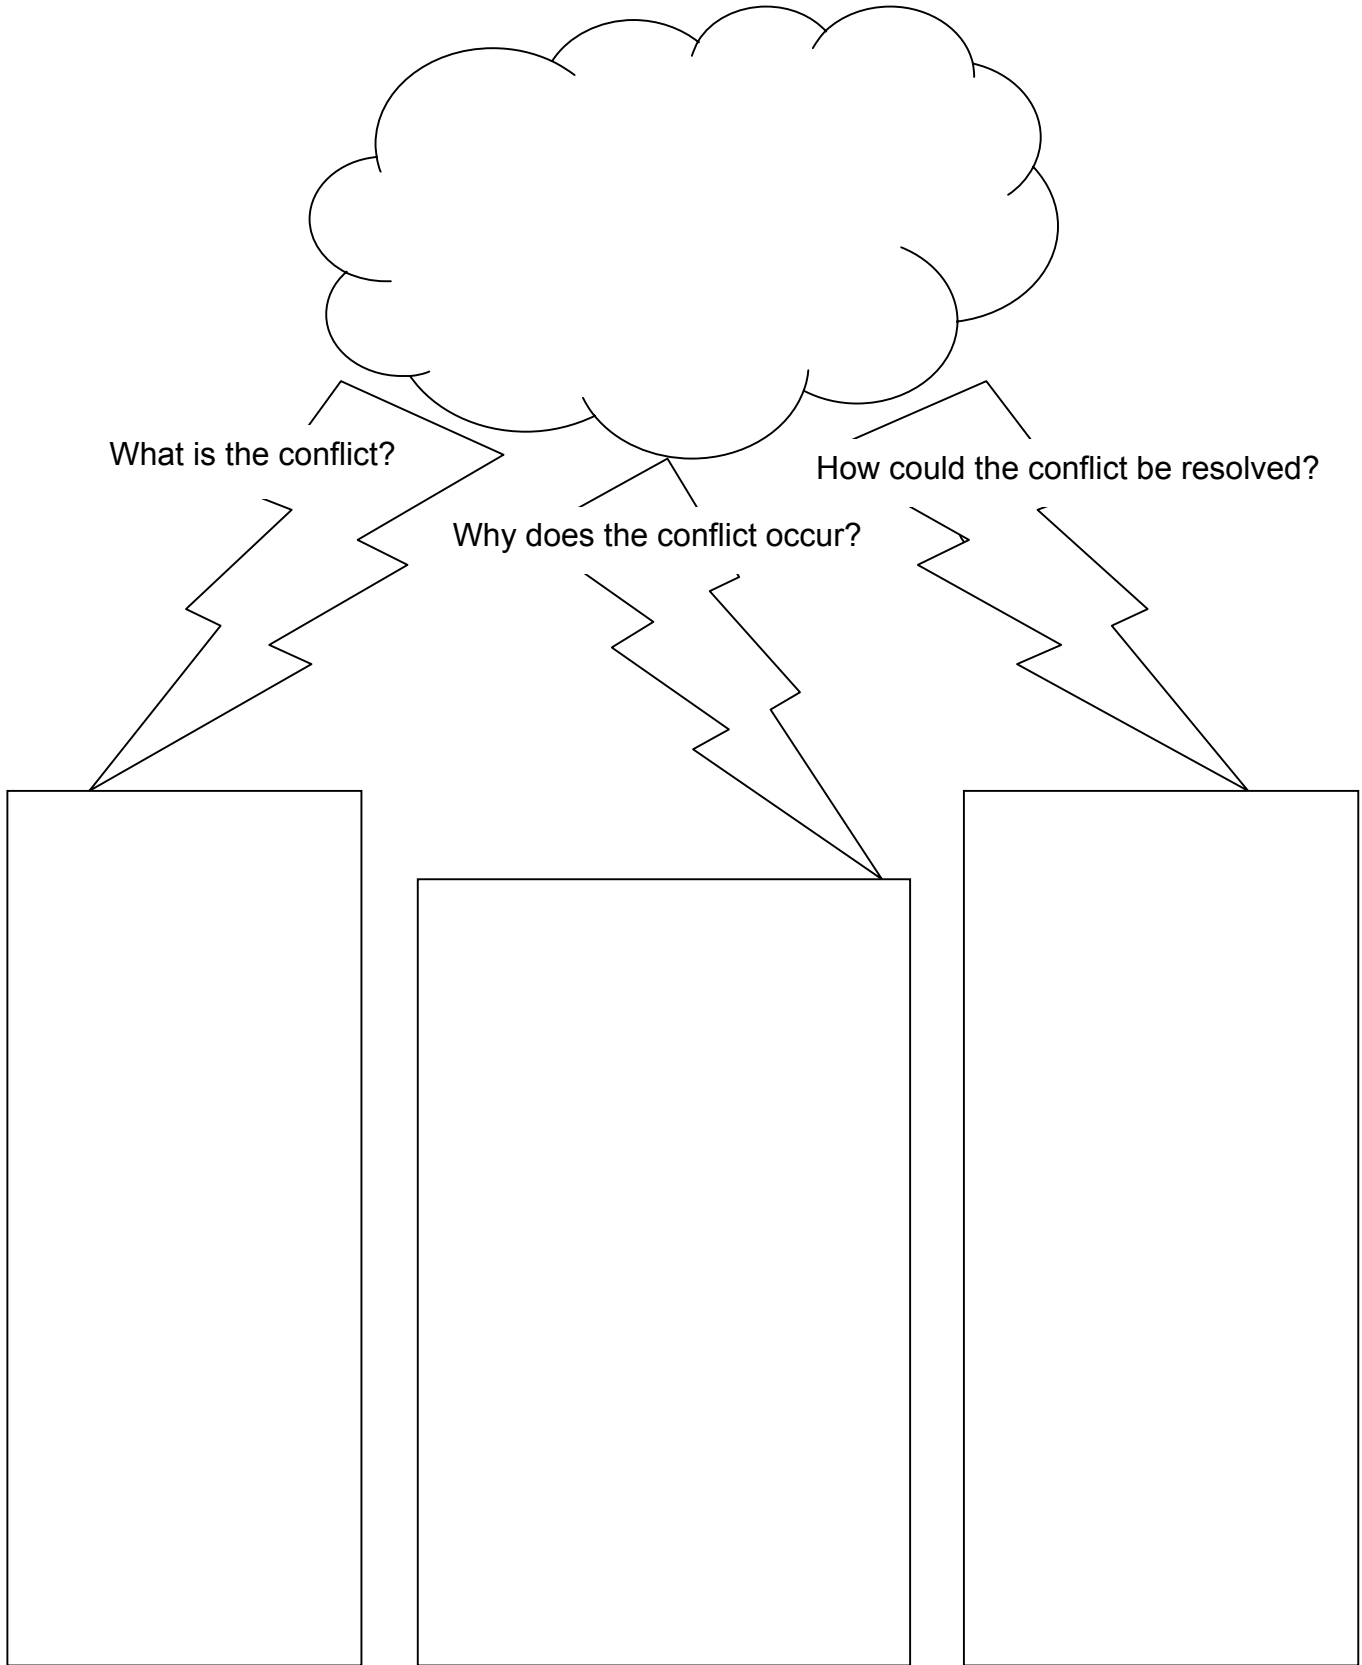 What is the conflict?
How could the conflict be resolved?
Why does the conflict occur?